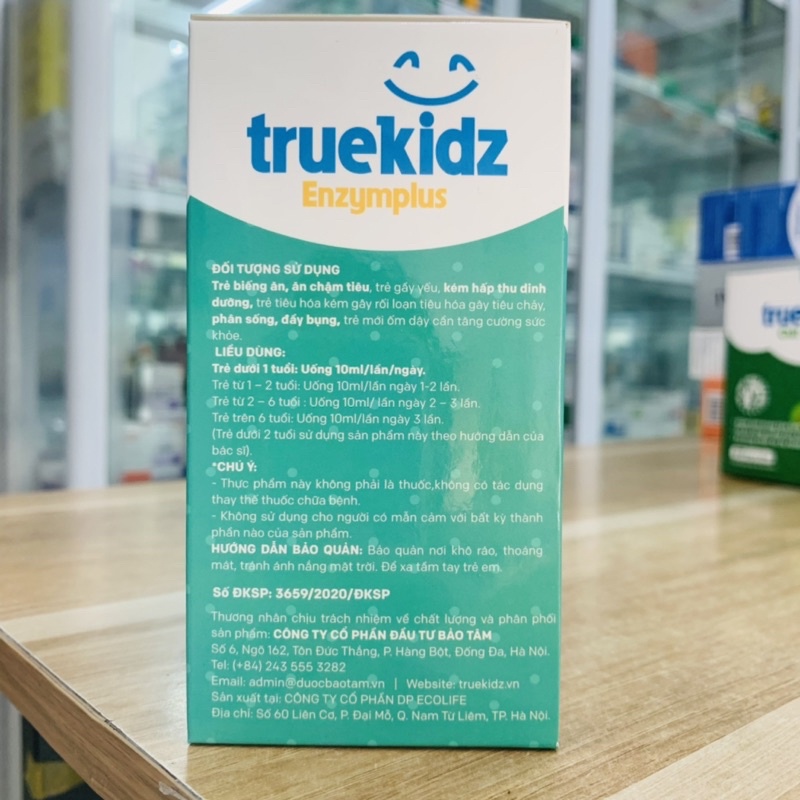 truekidz
Enzymplus
ĐỐI TƯỢNG SỬ DỤNG
Trẻ biếng ăn, ăn chậm tiêu, trẻ gầy yếu, kém hấp thu dinh
dưỡng, trẻ tiêu hóa kém gây rối loạn tiêu hóa gây tiêu chảy,
phân sống, đầy bụng, trẻ mới ốm dậy cần tăng cường sức
khỏe.
LIỀU DÙNG:
Trẻ dưới 1 tuổi: Uống 10ml/lần/ngày.
Trẻ từ 1 – 2 tuổi: Uống 10ml/lần ngày 1-2 lần.
Trẻ từ 2 – 6 tuổi : Uống 10ml/ lần ngày 2 – 3 lần.
Trẻ trên 6 tuổi: Uống 10ml/lần ngày 3 lần.
(Trẻ dưới 2 tuổi sử dụng sản phẩm này theo hướng dẫn của
bác sĩ).
*CHÚ Ý:
- Thực phẩm này không phải là thuốc,không có tác dụng
thay thế thuốc chữa bệnh.
- Không sử dụng cho người có mẫn cảm với bất kỳ thành
phần nào của sản phẩm.
HƯỚNG DẪN BẢO QUẢN: Bảo quản nơi khô ráo, thoáng
mát, tránh ánh nắng mặt trời. Để xa tầm tay trẻ em.
Số ĐKSP: 3659/2020/ĐKSP
Thương nhân chịu trách nhiệm về chất lượng và phân phối
sản phẩm: CÔNG TY CỔ PHẦN ĐẦU TƯ BẢO TÂM
Số 6, Ngõ 162, Tôn Đức Thắng, P. Hàng Bột, Đống Đa, Hà Nội.
Tel: (+84) 243 555 3282
Email: admin@duocbaotam.vn | Website: truekidz.vn
Sản xuất tại: CÔNG TY CỔ PHẦN DP ECOLIFE
Địa chỉ: Số 60 Liên Cơ, P. Đại Mỗ, Q. Nam Từ Liêm, TP. Hà Nội.